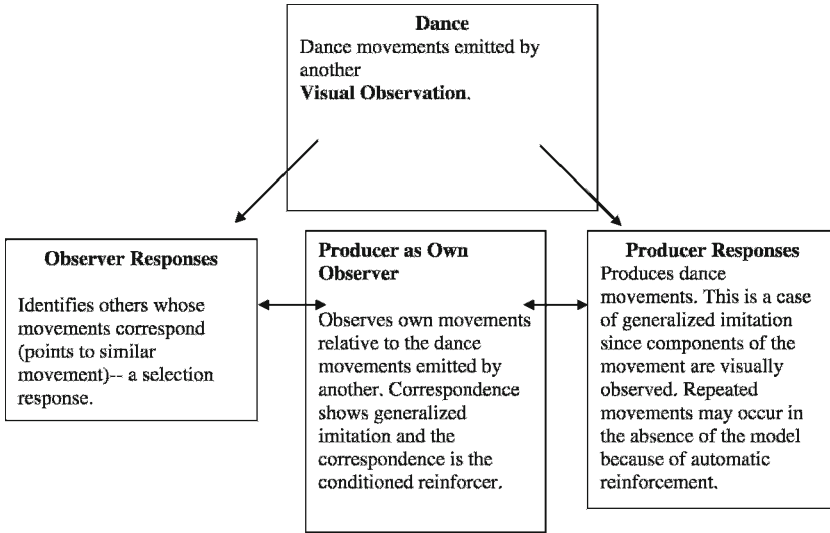 Dance
Dance movements emitted by
another
Visual Observation.
Observer Responses
Identifies others whose
movements correspond
(points to similar
movement)-- a selection
response.
Producer as Own
Observer
Observes own movements
relative to the dance
movements emitted by
another. Correspondence
shows generalized
imitation and the
correspondence is the
conditioned reinforcer.
Producer Responses
Produces dance
movements. This is a case
of generalized imitation
since components of the
movement are visually
observed. Repeated
movements may occur in
the absence of the model
because of automatic
reinforcement.